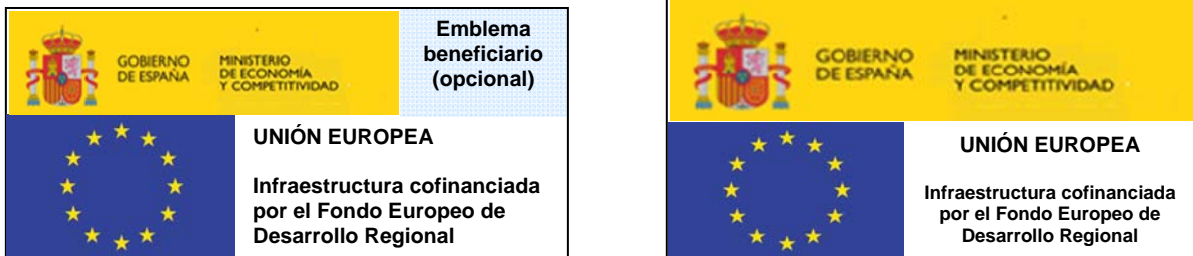 GOBIERNO
DE ESPAÑA
MINISTERIO
DE ECONOMÍA
Y COMPETITIVIDAD
Emblema
beneficiario
(opcional)
UNIÓN EUROPEA
Infraestructura cofinanciada
por el Fondo Europeo de
Desarrollo Regional
GOBIERNO
DE ESPAÑA
MINISTERIO
DE ECONOMÍA
Y COMPETITIVIDAD
UNIÓN EUROPEA
Infraestructura cofinanciada
por el Fondo Europeo de
Desarrollo Regional